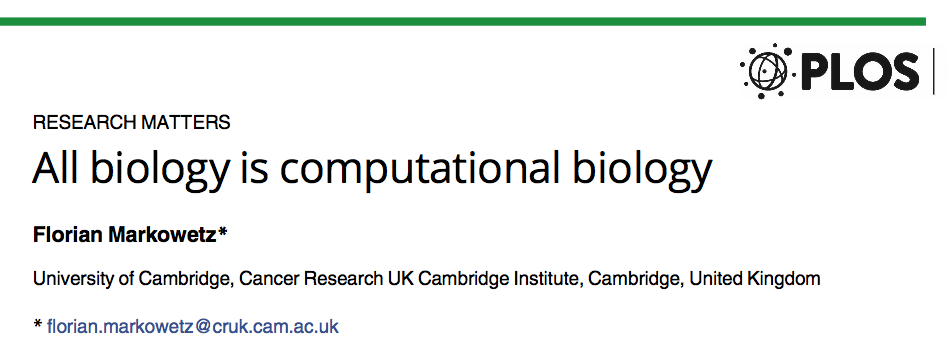 PLOS
RESEARCH MATTERS
All biology is computational biology
Florian Markowetz*
University of Cambridge, Cancer Research UK Cambridge Institute, Cambridge, United Kingdom
* florian.markowetz@cruk.cam.ac.uk